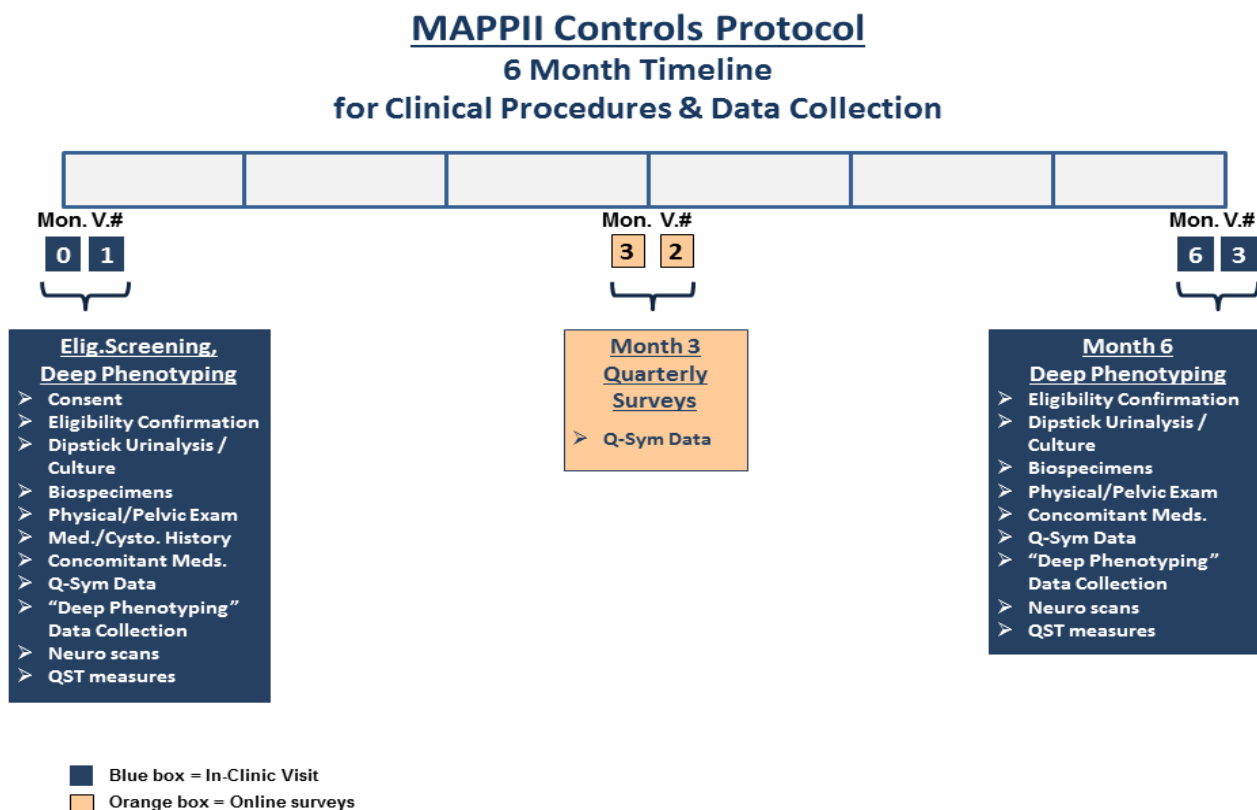 MAPPII Controls Protocol
6 Month Timeline
for Clinical Procedures & Data Collection
Mon. V.#
0 1
Mon. V.#
3 2
Mon. V.#
6 3
Elig.Screening,
Deep Phenotyping
➢ Consent
➢ Eligibility Confirmation
➢ Dipstick Urinalysis /
Culture
➢ Biospecimens
➢ Physical/Pelvic Exam
➢ Med./Cysto. History
➢ Concomitant Meds.
➢ Q-Sym Data
➢ “Deep Phenotyping”
Data Collection
➢ Neuro scans
➢ QST measures
Month 3
Quarterly
Surveys
➢ Q-Sym Data
Month 6
Deep Phenotyping
➢ Eligibility Confirmation
➢ Dipstick Urinalysis /
Culture
➢ Biospecimens
➢ Physical/Pelvic Exam
➢ Concomitant Meds.
➢ Q-Sym Data
➢ “Deep Phenotyping”
Data Collection
➢ Neuro scans
➢ QST measures
Blue box = In-Clinic Visit
Orange box = Online surveys